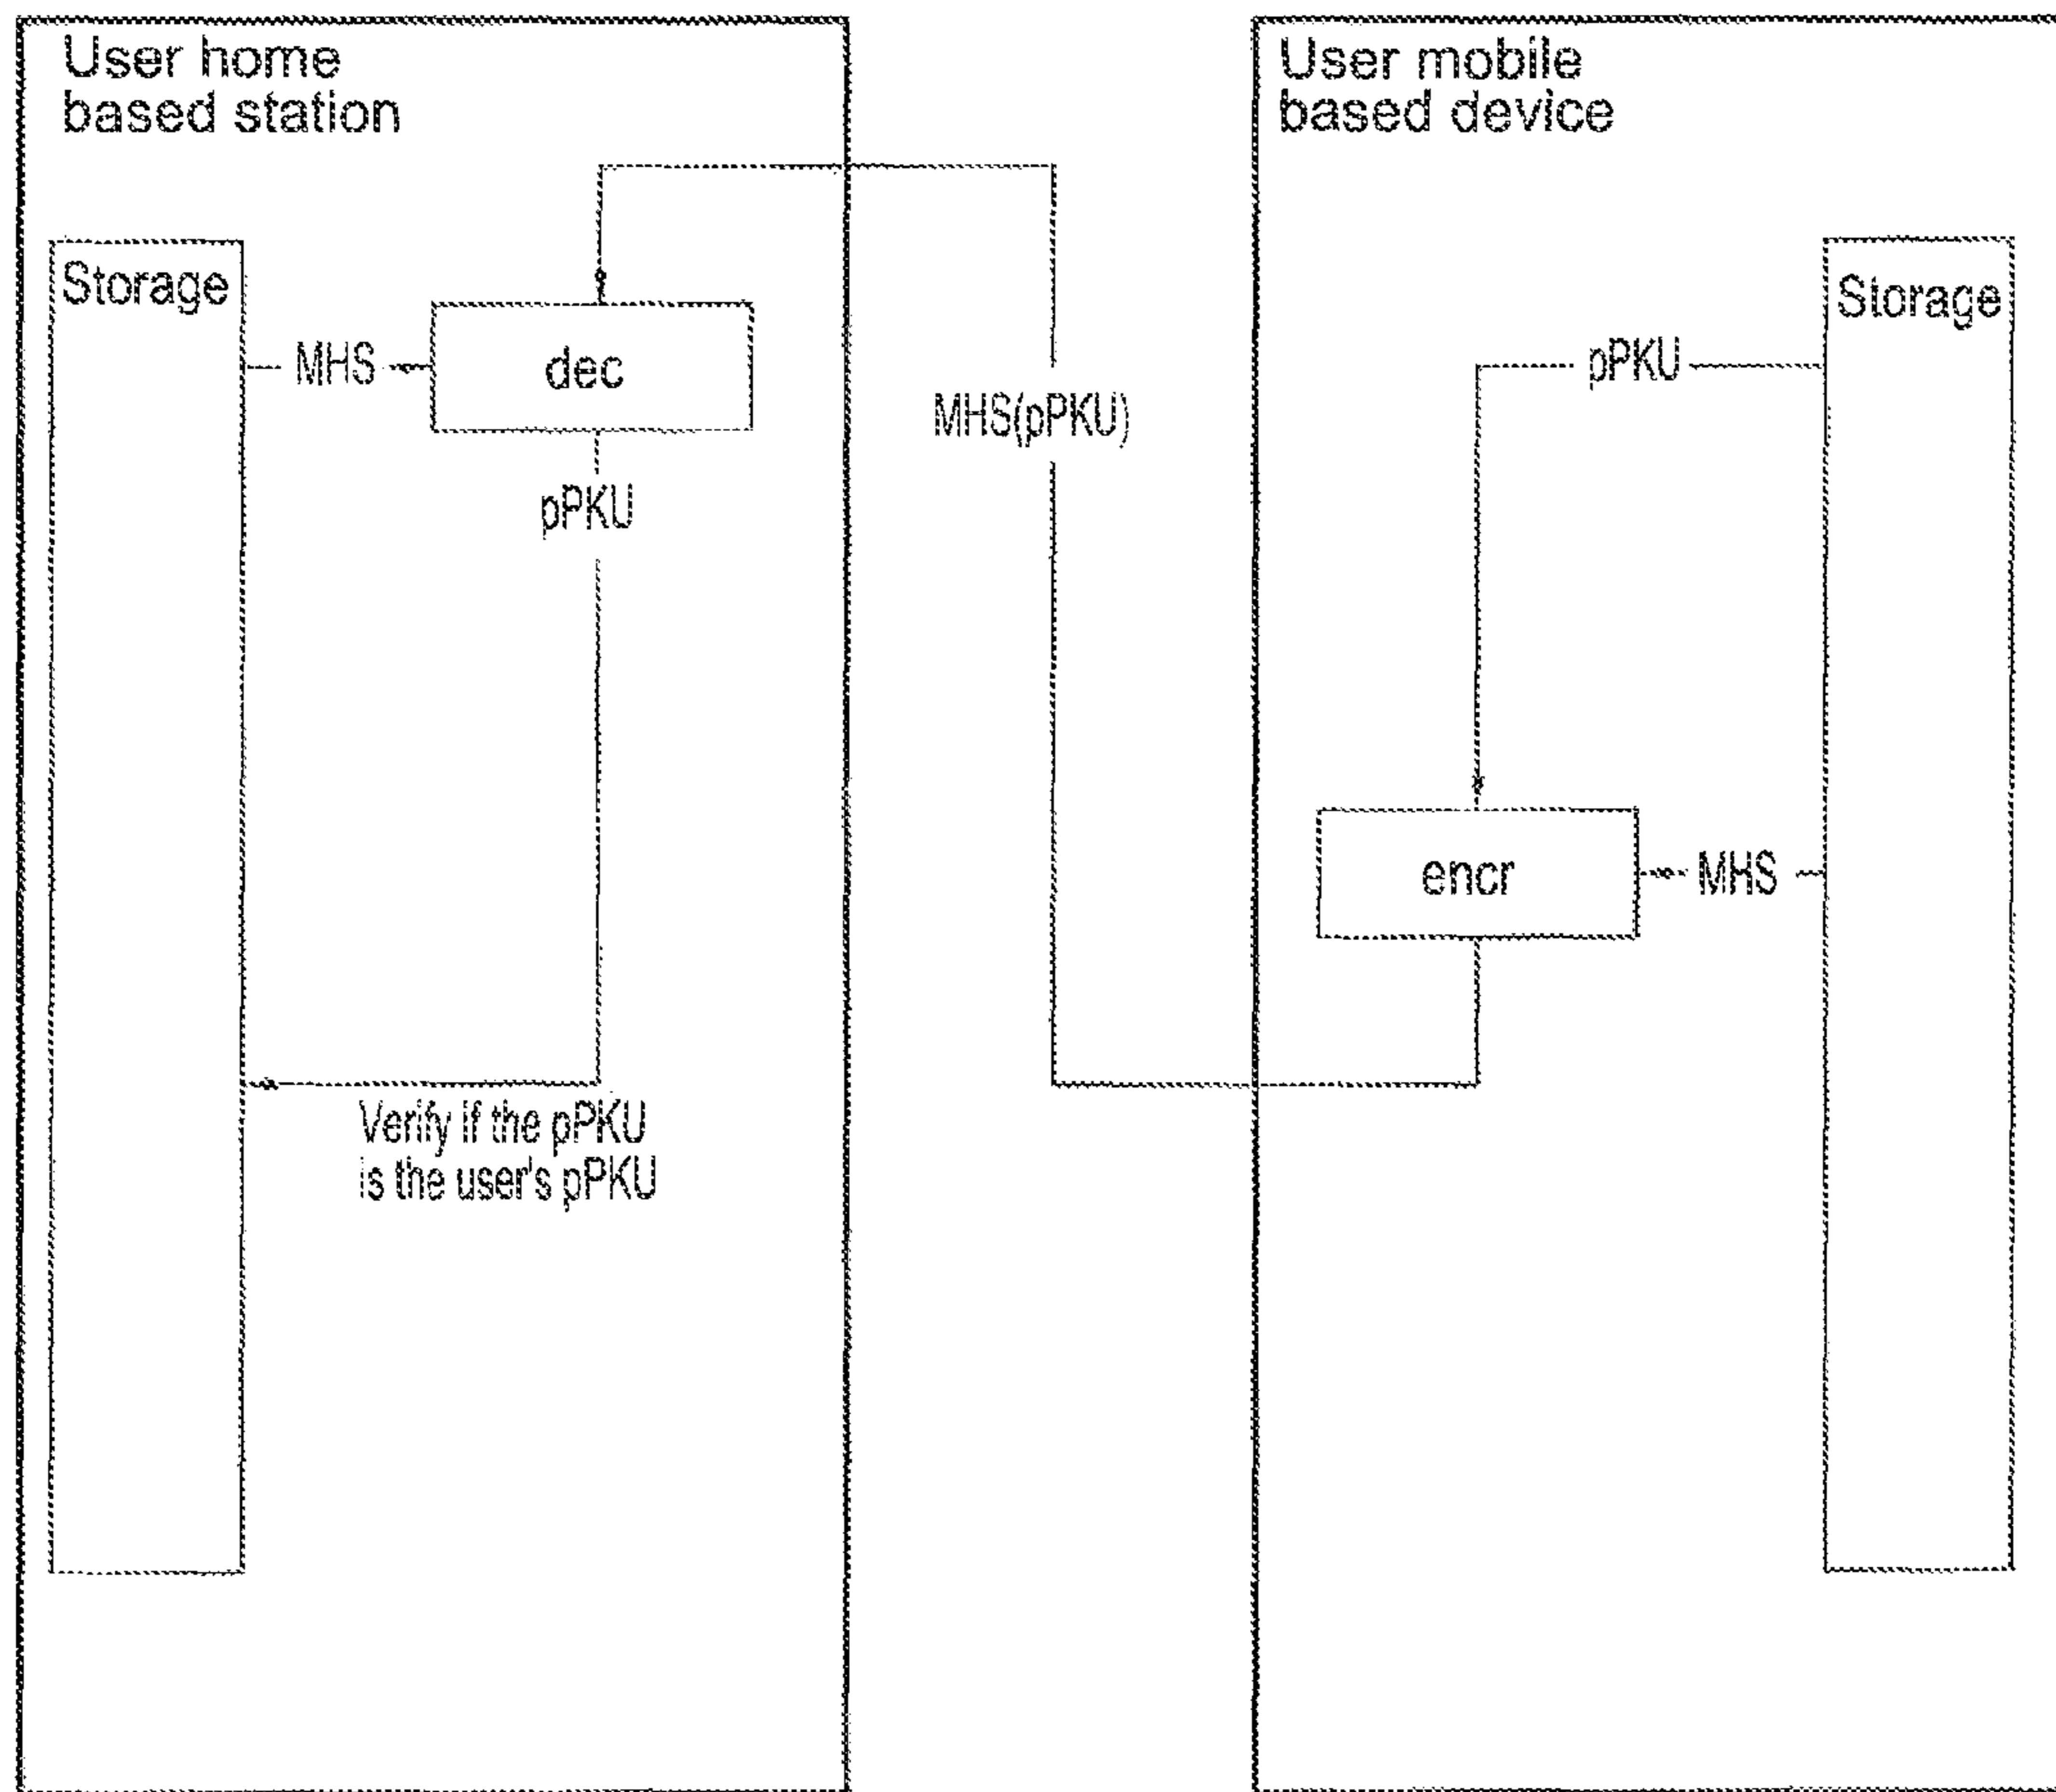 User home
based station
Storage
MHS
dec
pPKU
Verify if the pPKU
is the user's pPKU
MHS(pPKU)
User mobile
based device
Storage
pPKU
encr
MHS